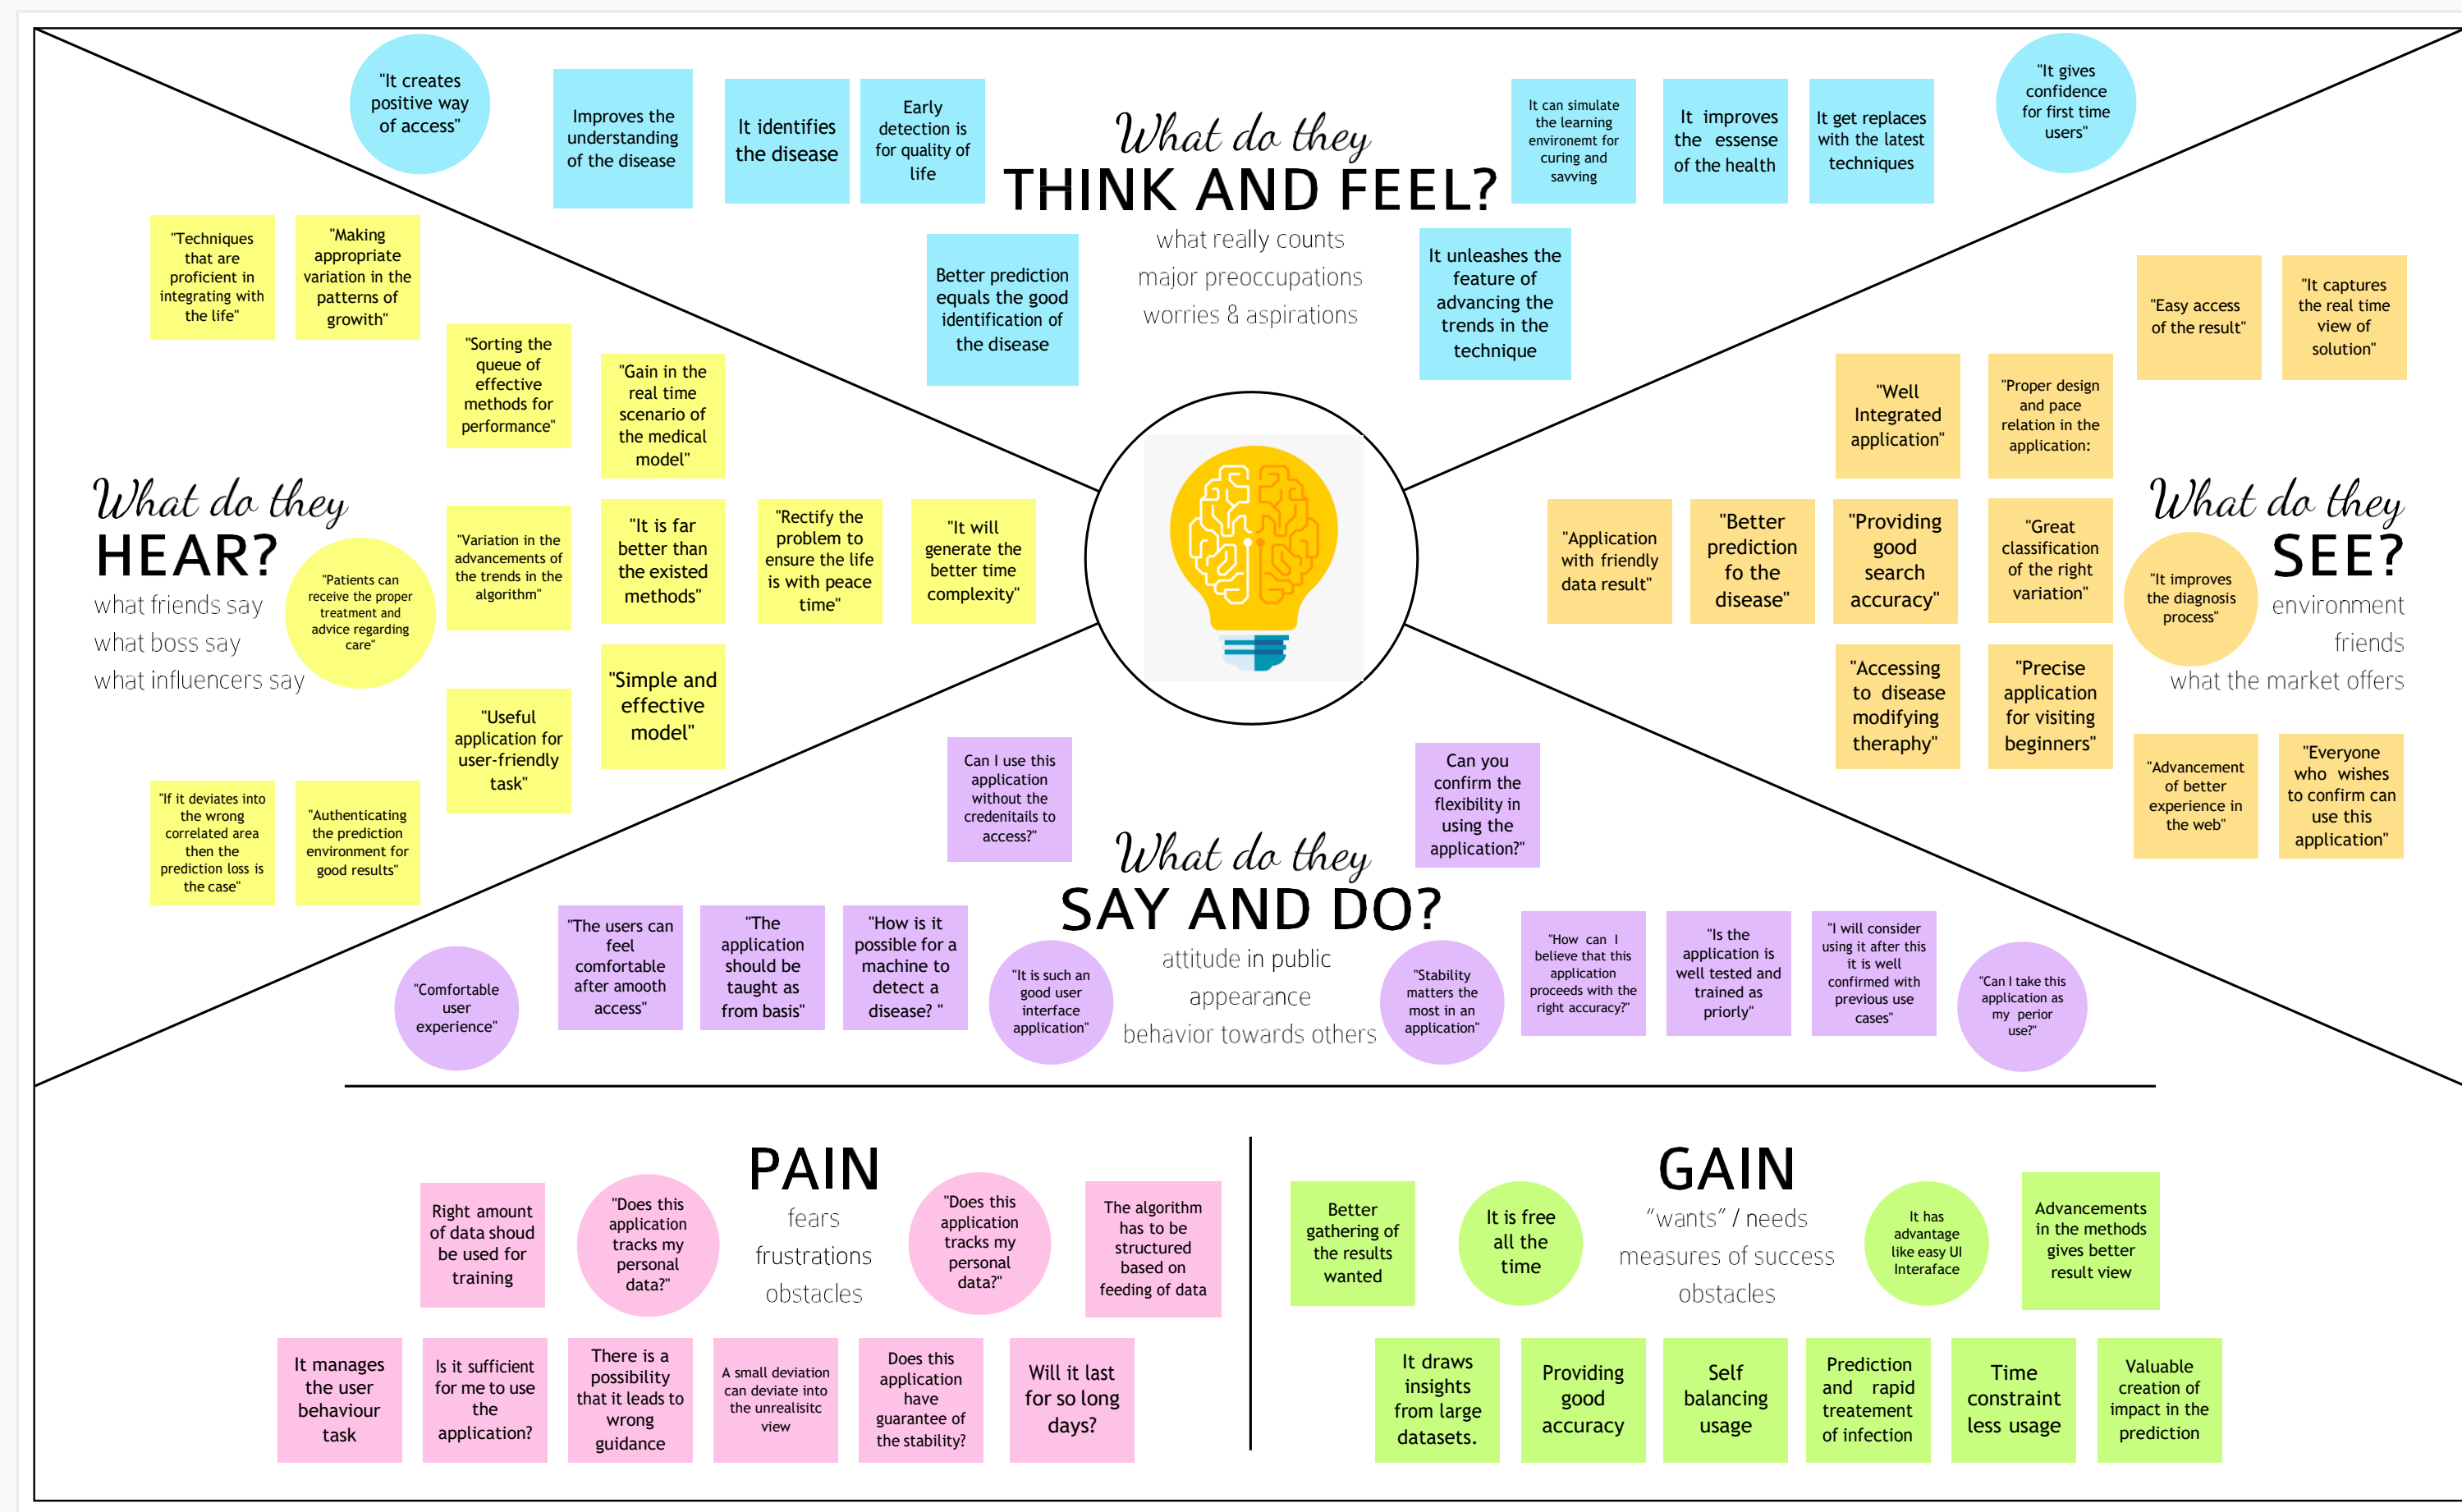 "It creates
positive way
of access"
Improves the
understanding
of the disease
It identifies
the disease
Early
detection is
for quality of
life
What do they
THINK AND FEEL?
what really counts
major preoccupations
worries & aspirations
Better prediction
equals the good
identification of
the disease
It can simulate
the learning
environemt for
curing and
savving
It improves
the essense
of the health
It get replaces
with the latest
techniques
"It gives
confidence
for first time
users"
It unleashes the
feature of
advancing the
trends in the
technique
"Techniques
that are
proficient in
integrating with
the life"
"Making
appropriate
variation in the
patterns of
growth"
"Sorting the
queue of
effective
methods for
performance"
"Gain in the
real time
scenario of
the medical
model"
What do they
HEAR?
what friends say
what boss say
what influencers say
"Patients can
receive the proper
treatment and
advice regarding
care"
"Variation in the
advancements of
the trends in the
algorithm"
"It is far
better than
the existed
methods"
"Rectify the
problem to
ensure the life
is with peace
time"
"It will
generate the
better time
complexity"
"Simple and
effective
model"
"Useful
application for
user-friendly
task"
"If it deviates into
the wrong
correlated area
then the
prediction loss is
the case"
"Authenticating
the prediction
environment for
good results"
"Easy access
of the result"
"It captures
the real time
view of
solution"
"Well
Integrated
application"
"Proper design
and pace
relation in the
application:
"Application
with friendly
data result"
"Better
prediction
fo the
disease"
"Providing
good
search
accuracy"
"Great
classification
of the right
variation"
What do they
SEE?
environment
friends
what the market offers
"It improves
the diagnosis
process"
"Accessing
to disease
modifying
theraphy"
"Precise
application
for visiting
beginners"
"Advancement
of better
experience in
the web"
"Everyone
who wishes
to confirm can
use this
application"
Can I use this
application
without the
credenitails to
access?"
Can you
confirm the
flexibility in
using the
application?"
What do they
SAY AND DO?
attitude in public
appearance
behavior towards others
"Comfortable
user
experience"
"The users can
feel
comfortable
after amooth
access"
"The
application
should be
taught as
from basis"
"How is it
possible for a
machine to
detect a
disease? "
"It is such an
good user
interface
application"
"Stability
matters the
most in an
application"
"How can I
believe that this
application
proceeds with the
right accuracy?"
"Is the
application is
well tested and
trained as
priorly"
"I will consider
using it after this
it is well
confirmed with
previous use
cases"
"Can I take this
application as
my perior
use?"
PAIN
fears
frustrations
obstacles
Right amount
of data shoud
be used for
training
"Does this
application
tracks my
personal
data?"
"Does this
application
tracks my
personal
data?"
The algorithm
has to be
structured
based on
feeding of data
It manages
the user
behaviour
task
Is it sufficient
for me to use
the
application?
There is a
possibility
that it leads to
wrong
guidance
A small deviation
can deviate into
the unrealisitc
view
Does this
application
have
guarantee of
the stability?
Will it last
for so long
days?
GAIN
"wants" / needs
measures of success
obstacles
Better
gathering of
the results
wanted
It is free
all the
time
It has
advantage
like easy UI
Interaface
Advancements
in the methods
gives better
result view
It draws
insights
from large
datasets.
Providing
good
accuracy
Self
balancing
usage
Prediction
and rapid
treatement
of infection
Time
constraint
less usage
Valuable
creation of
impact in the
prediction